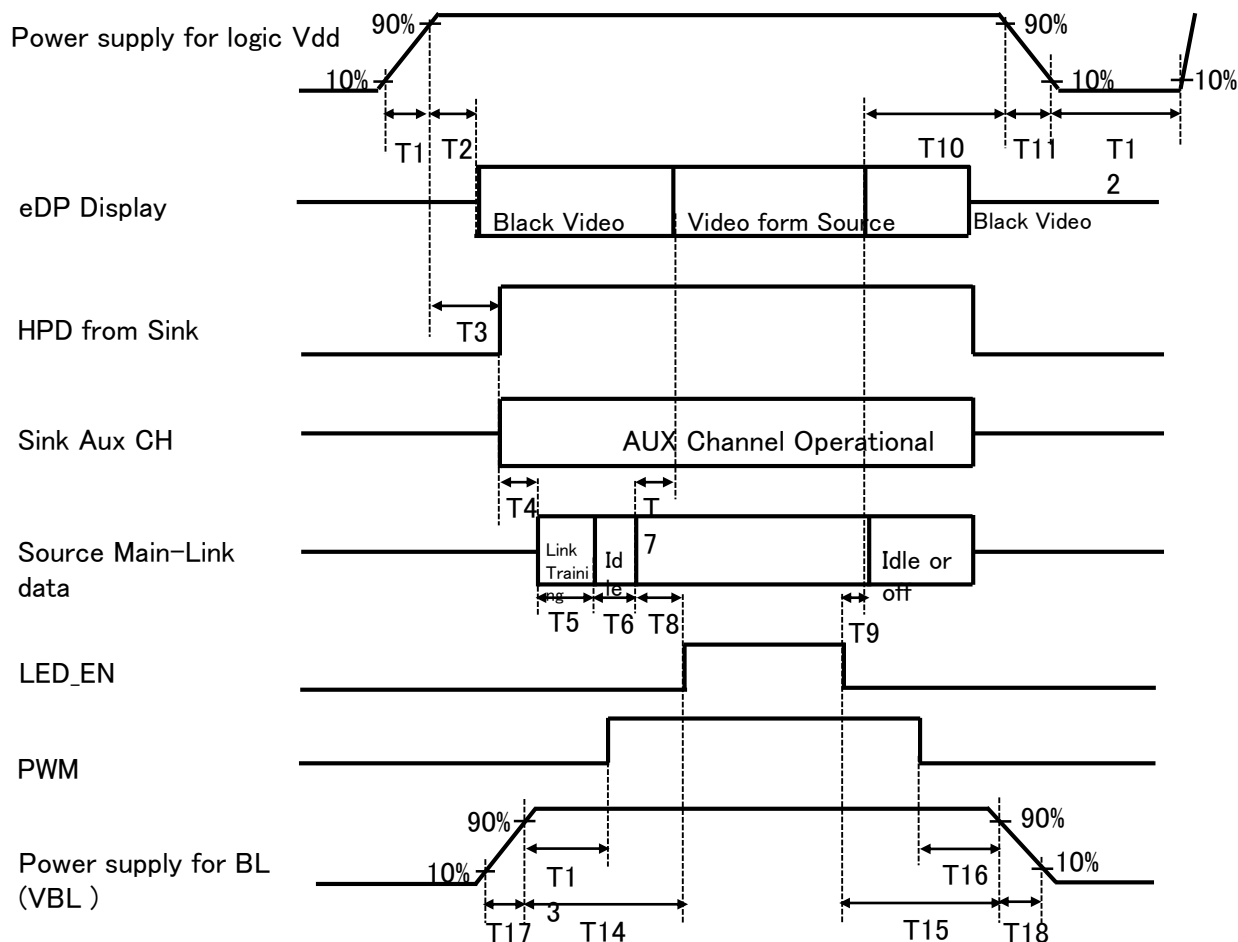 Power supply for logic Vdd
90%
10%
90%
10%
10%
T1
T2
T10
T11
T1
2
eDP Display
Black Video
Video form Source
Black Video
T3
HPD from Sink
Sink Aux CH
AUX Channel Operational
T4
T
7
Source Main-Link
data
Link
Traini
ng
Id
le
Idle or
off
T5
T6
T8
T9
LED_EN
PWM
90%
90%
Power supply for BL
(VBL )
10%
10%
T1
3
T16
T17
T14
T15
T18